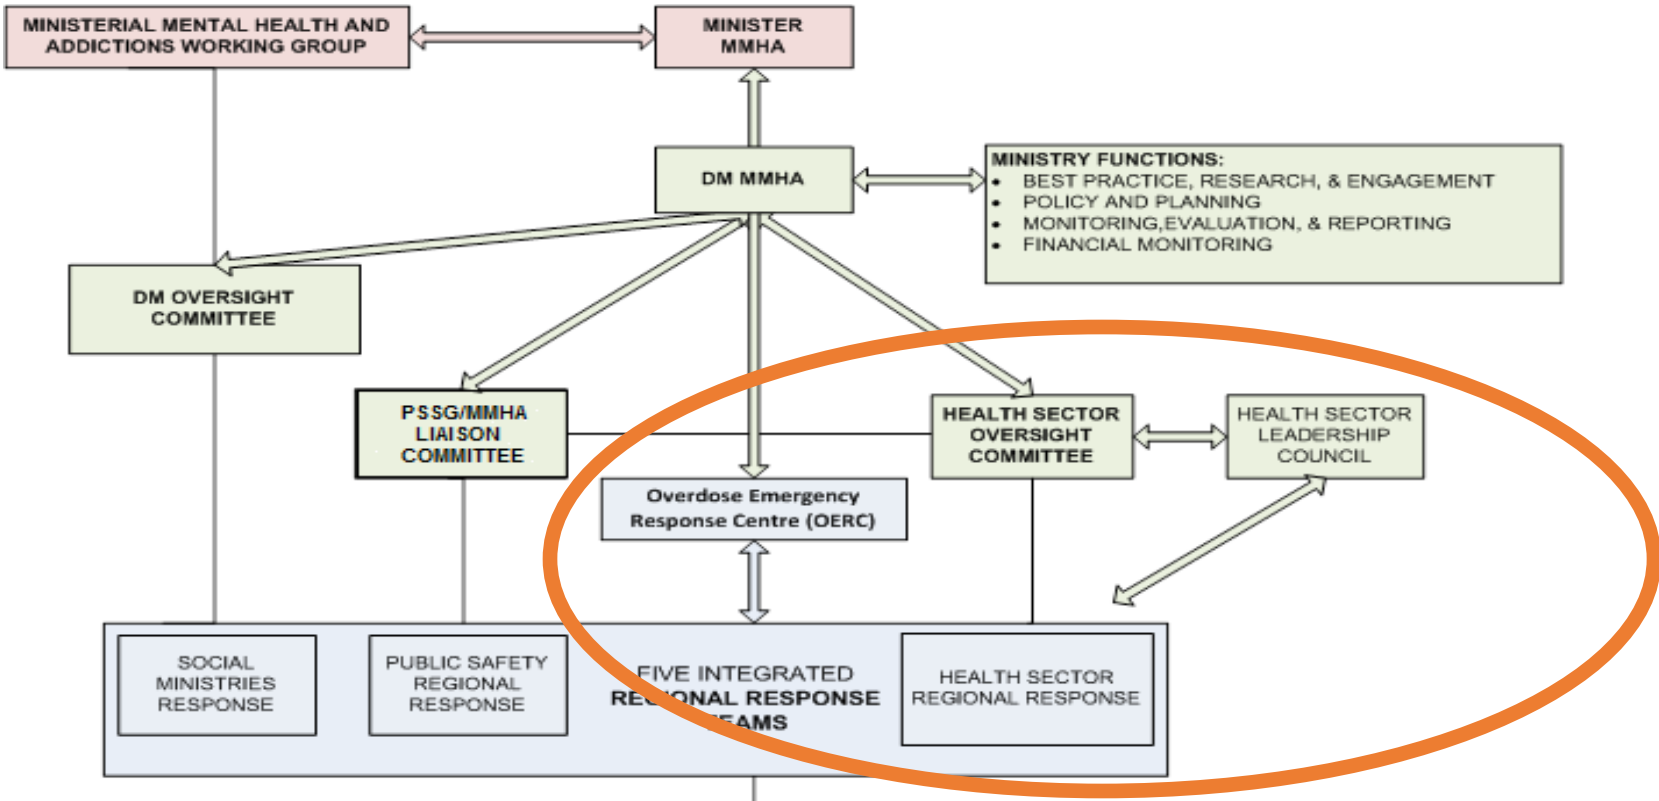 MINISTERIAL MENTAL HEALTH AND
ADDICTIONS WORKING GROUP
MINISTER
MMHA
DM MMHA
MINISTRY FUNCTIONS:
• BEST PRACTICE, RESEARCH, & ENGAGEMENT
• POLICY AND PLANNING
• MONITORING,EVALUATION, & REPORTING
• FINANCIAL MONITORING
DM OVERSIGHT
COMMITTEE
PSSG/MMHA
LIAISON
COMMITTEE
HEALTH SECTOR
OVERSIGHT
COMMITTEE
HEALTH SECTOR
LEADERSHIP
COUNCIL
Overdose Emergency
Response Centre (OERC)
SOCIAL
MINISTRIES
RESPONSE
PUBLIC SAFETY
REGIONAL
RESPONSE
FIVE INTEGRATED
REGIONAL RESPONSE
TEAMS
HEALTH SECTOR
REGIONAL RESPONSE